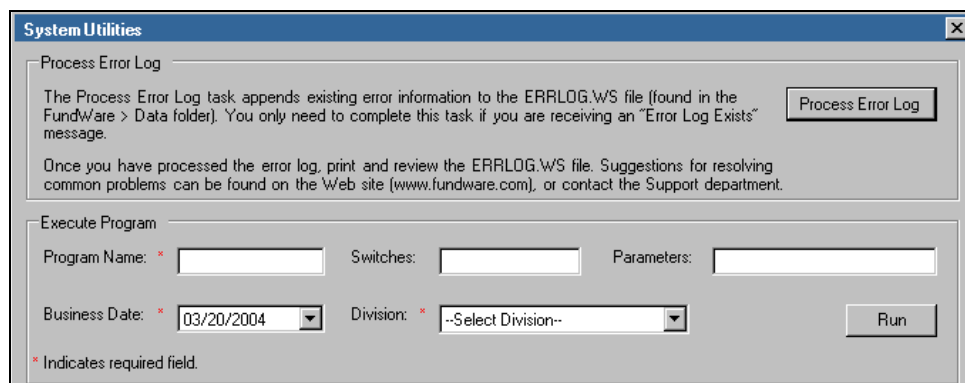 System Utilities
Process Error Log
The Process Error Log task appends existing error information to the ERRLOG.WS file (found in the
FundWare > Data folder). You only need to complete this task if you are receiving an "Error Log Exists"
message.
Process Error Log
Once you have processed the error log, print and review the ERRLOG.WS file. Suggestions for resolving
common problems can be found on the Web site (www.fundware.com), or contact the Support department.
Execute Program
Program Name: * Switches: Parameters:
Business Date: * 03/20/2004 Division: * --Select Division-- Run
* Indicates required field.